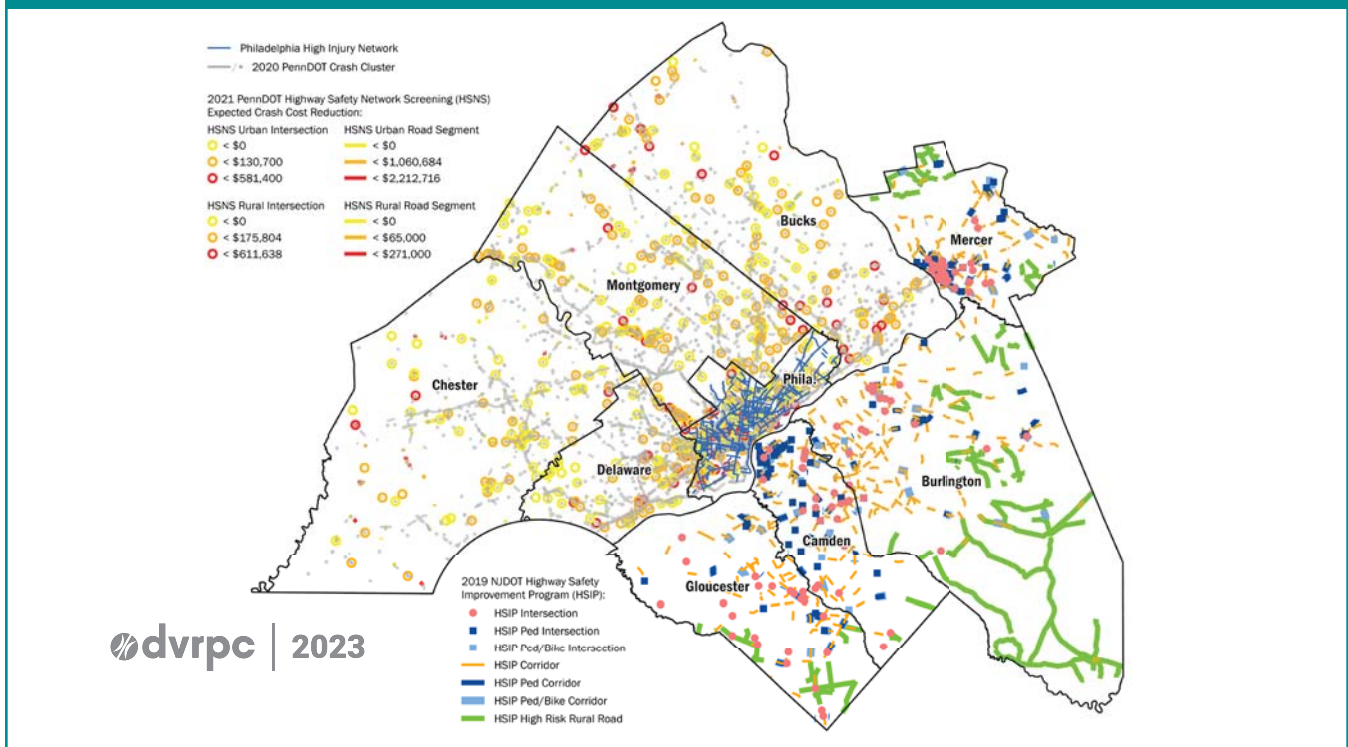 Philadelphia High Injury Network
2020 PennDOT Crash Cluster
2021 PennDOT Highway Safety Network Screening (HSNS)
Expected Crash Cost Reduction:
HSNS Urban Intersection
< $0
< $130,700
< $581,400
HSNS Urban Road Segment
< $0
< $1,060,684
< $2,212,716
HSNS Rural Intersection
< $0
< $175,804
< $611,638
HSNS Rural Road Segment
< $0
< $65,000
< $271,000
Bucks
Mercer
Montgomery
Phila.
Chester
Delaware
Burlington
Camden
Gloucester
2019 NJDOT Highway Safety
Improvement Program (HSIP):
HSIP Intersection
HSIP Ped Intersection
HSIP Ped/Bike Intersection
HSIP Corridor
HSIP Ped Corridor
HSIP Ped/Bike Corridor
HSIP High Risk Rural Road
dvrpc | 2023